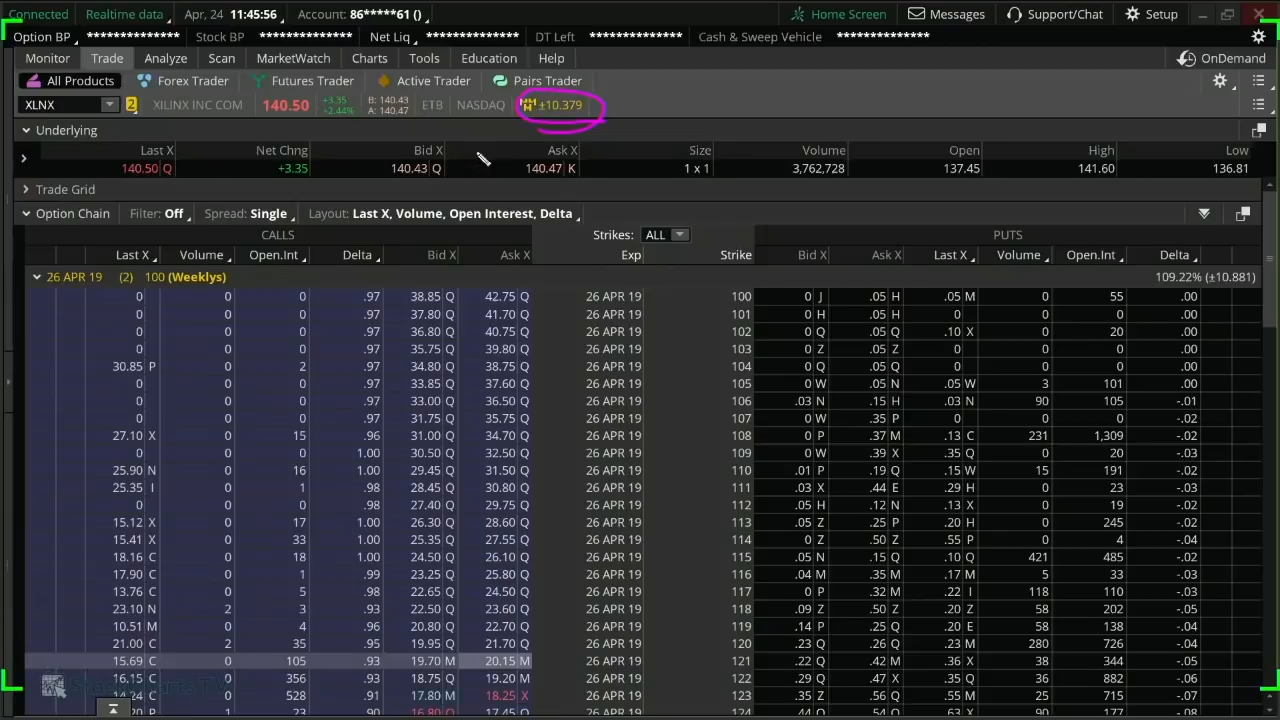 Connected Realtime data Apr, 24 11:45:56 Account: 86*****61 () Home Screen Messages Support/Chat Setup
Option BP ************** Stock BP ************** Net Liq ************** DT Left ************** Cash & Sweep Vehicle **************
Monitor Trade Analyze Scan MarketWatch Charts Tools Education Help OnDemand
All Products Forex Trader Futures Trader Active Trader Pairs Trader
XLNX 2 XILINX INC COM 140.50 +3.35 +2.44% B: 140.43 A: 140.47 ETB NASDAQ ±10.379
Underlying
Last X Net Chng Bid X Ask X Size Volume Open High Low
140.50 Q +3.35 140.43 Q 140.47 K 1 x 1 3,762,728 137.45 141.60 136.81
Trade Grid
Option Chain Filter: Off Spread: Single Layout: Last X, Volume, Open Interest, Delta
CALLS Strikes: ALL PUTS
Last X Volume Open.Int Delta Bid X Ask X Exp Strike Bid X Ask X Last X Volume Open.Int Delta
26 APR 19 (2) 100 (Weeklys) 109.22% (±10.881)
0 0 0 .97 38.85 Q 42.75 Q 26 APR 19 100 0 J .05 H .05 M 0 55 .00
0 0 0 .97 37.80 Q 41.70 Q 26 APR 19 101 0 H .05 H 0 0 0 .00
0 0 0 .97 36.80 Q 40.75 Q 26 APR 19 102 0 Q .05 Q .10 X 0 20 .00
0 0 0 .97 35.75 Q 39.80 Q 26 APR 19 103 0 Z .05 Z 0 0 0 .00
30.85 P 0 2 .97 34.80 Q 38.75 Q 26 APR 19 104 0 Q .05 Q 0 0 0 .00
0 0 0 .97 33.85 Q 37.60 Q 26 APR 19 105 0 W .05 N .05 W 3 101 .00
0 0 0 .97 33.00 Q 36.50 Q 26 APR 19 106 .03 N .15 H .03 N 90 105 -.01
0 0 0 .97 31.75 Q 35.75 Q 26 APR 19 107 0 W .35 P 0 0 0 -.02
27.10 X 0 15 .96 31.00 Q 34.70 Q 26 APR 19 108 0 P .37 M .13 C 231 1,309 -.02
0 0 0 1.00 30.50 Q 32.50 Q 26 APR 19 109 0 W .39 X .35 Q 0 20 -.03
25.90 N 0 16 1.00 29.45 Q 31.50 Q 26 APR 19 110 .01 P .19 Q .15 W 15 191 -.02
25.35 I 0 1 .98 28.45 Q 30.80 Q 26 APR 19 111 .03 X .44 E .29 H 0 23 -.03
0 0 0 .98 27.40 Q 29.75 Q 26 APR 19 112 .05 H .12 N .13 X 0 19 -.02
15.12 X 0 17 1.00 26.30 Q 28.60 Q 26 APR 19 113 .05 Z .25 P .20 H 0 245 -.02
15.41 X 0 33 1.00 25.35 Q 27.55 Q 26 APR 19 114 0 Z .50 Z .55 P 0 4 -.04
18.16 C 0 18 1.00 24.50 Q 26.10 Q 26 APR 19 115 .05 N .15 Q .10 Q 421 485 -.02
17.90 C 0 1 .99 23.25 Q 25.80 Q 26 APR 19 116 .04 M .35 M .17 M 5 33 -.03
13.76 C 0 5 .98 22.65 Q 24.50 Q 26 APR 19 117 0 P .32 M .22 I 118 110 -.03
23.10 N 2 3 .93 22.50 Q 23.60 Q 26 APR 19 118 .09 Z .50 Z .20 Z 58 202 -.05
10.51 M 0 4 .96 20.80 Q 22.70 Q 26 APR 19 119 .14 P .25 Q .20 E 58 138 -.04
21.00 C 2 35 .95 19.95 Q 21.70 Q 26 APR 19 120 .23 Q .26 Q .23 M 280 726 -.04
15.69 C 0 105 .93 19.70 M 20.15 M 26 APR 19 121 .22 Q .42 M .36 X 38 344 -.05
16.15 C 0 356 .92 18.75 Q 19.20 M 26 APR 19 122 .29 Q .47 X .35 Q 36 882 -.06
0 528 .91 17.80 M 18.25 X 26 APR 19 123 .35 Z .56 Q .55 M 25 715 -.07
P 1 23 .90 16.80 Q 17.45 Q 26 APR 19 124 .44 Q .54 Q .63 X 90 177 -.08